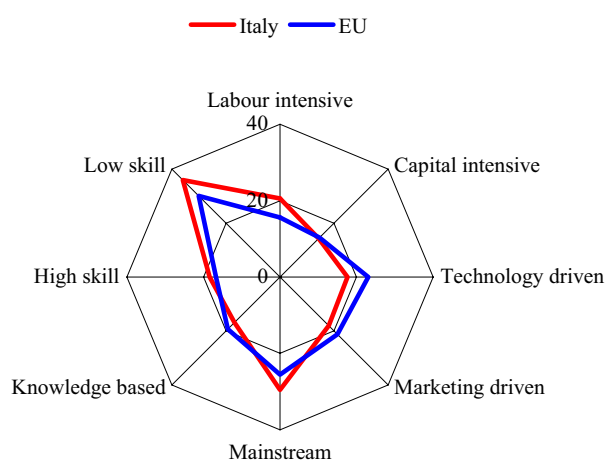 Italy EU
Labour intensive
40
Low skill Capital intensive
20
High skill 0 Technology driven
Knowledge based Marketing driven
Mainstream